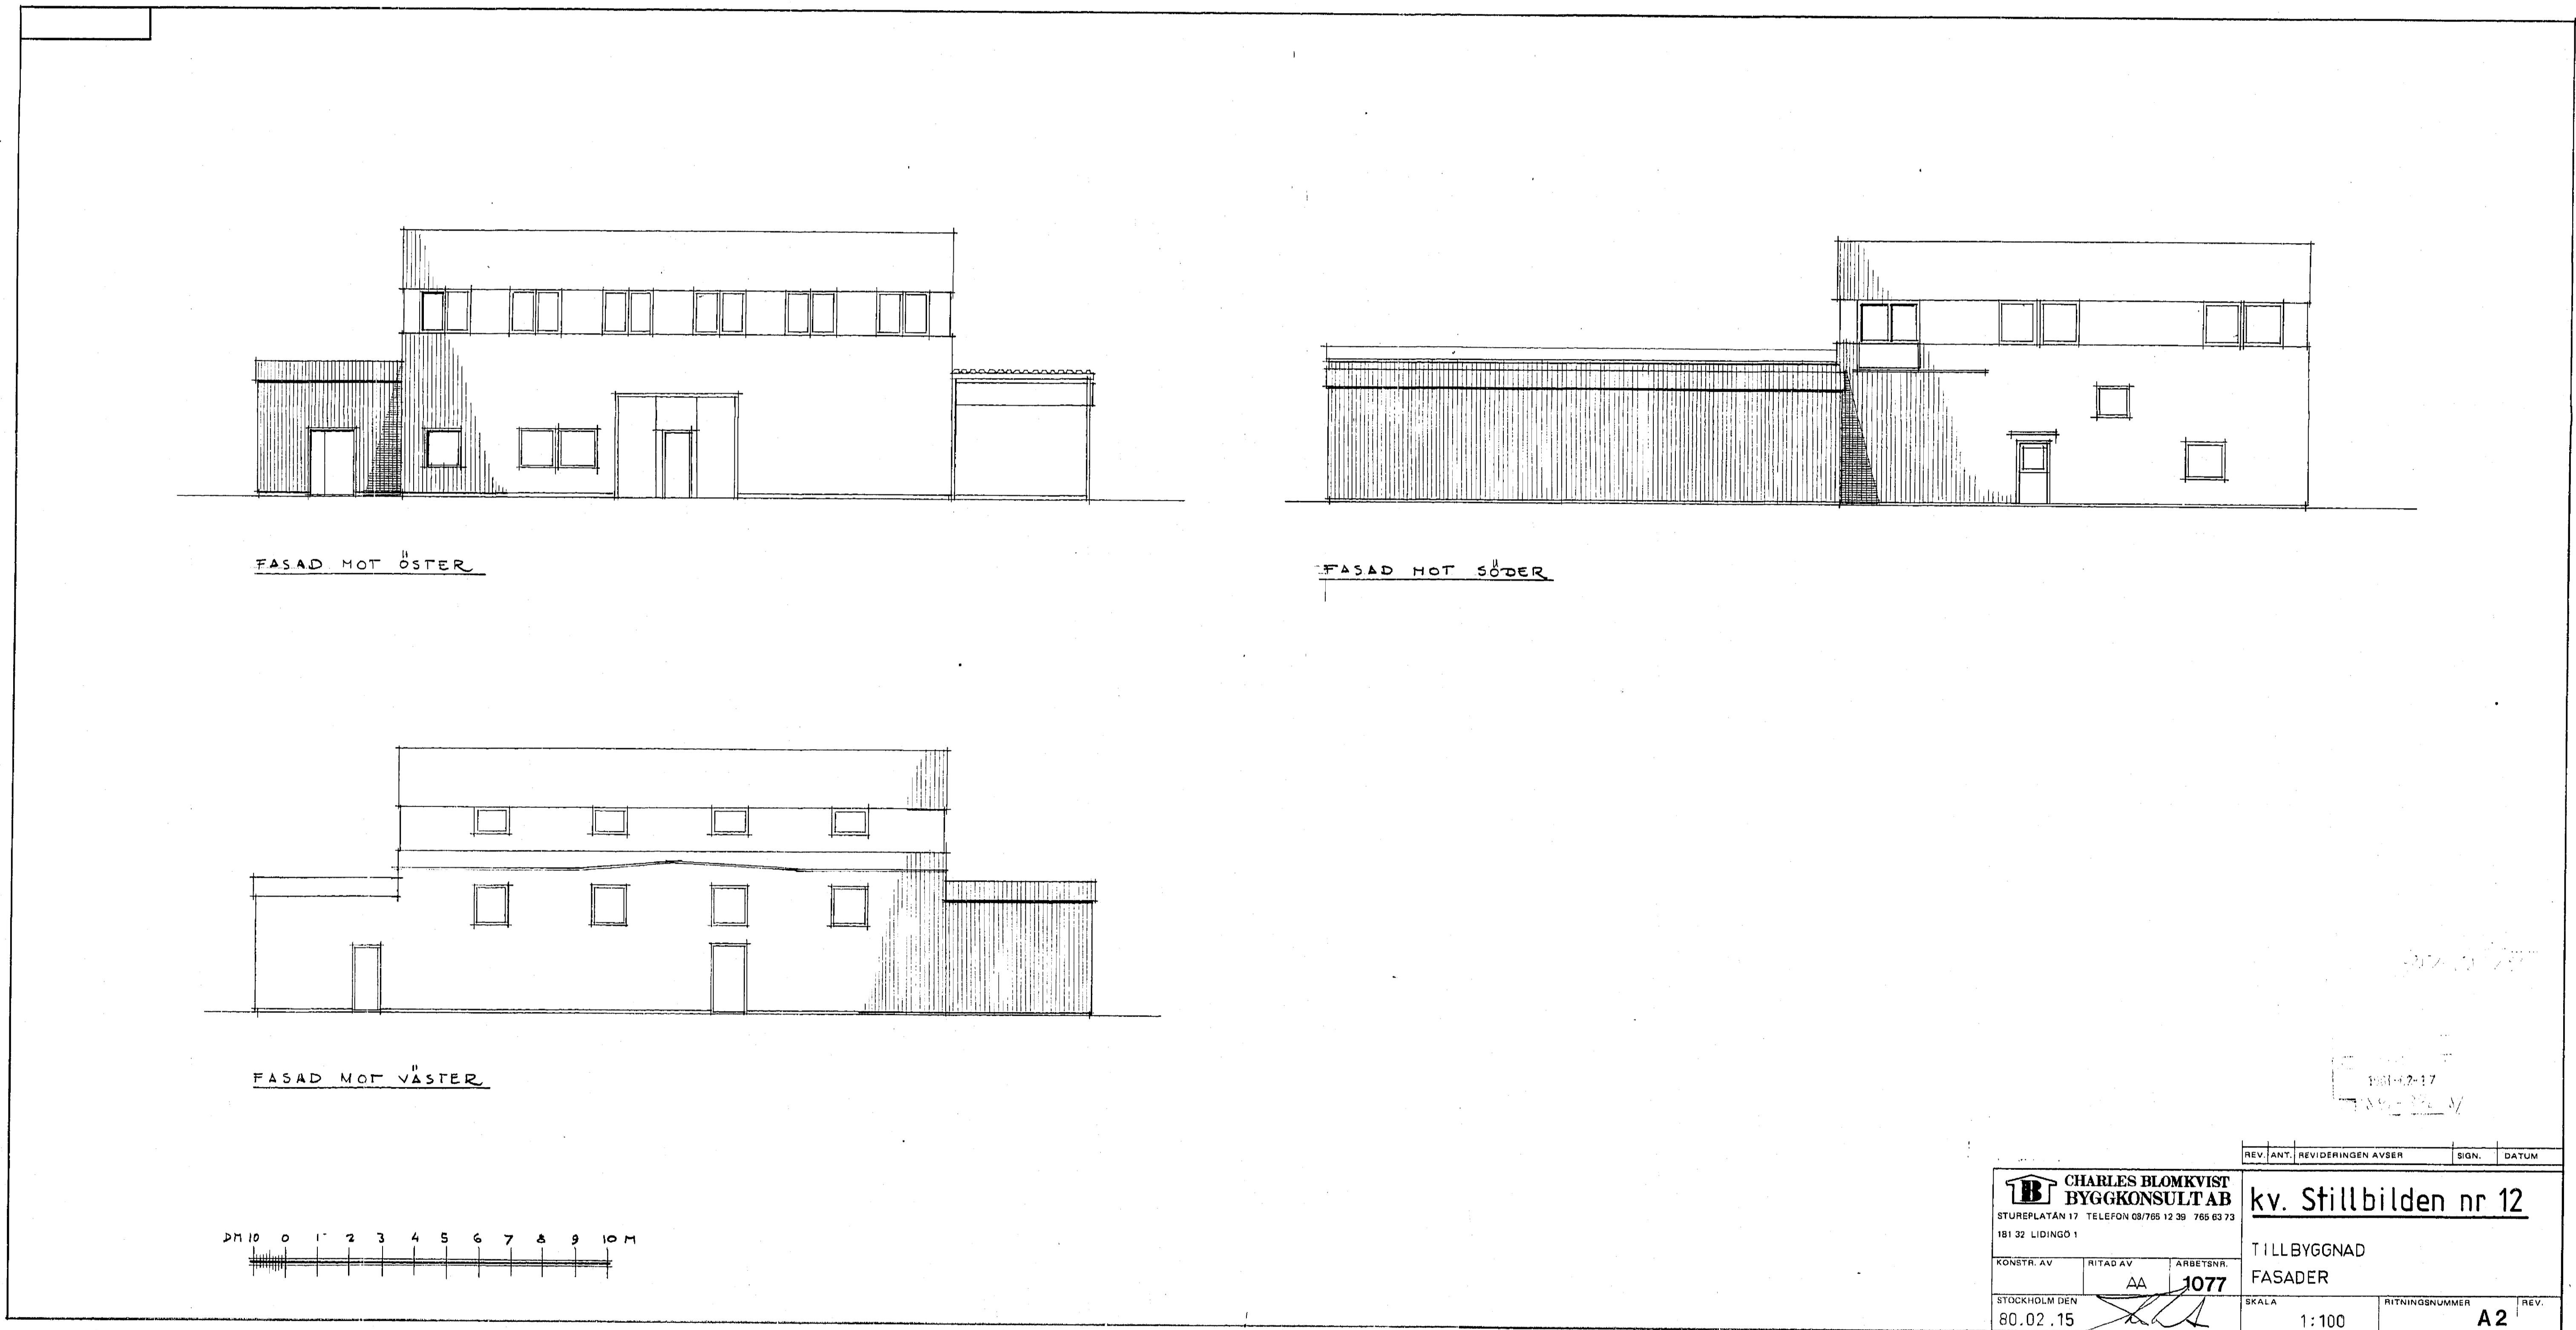 FASAD MOT ÖSTER
FASAD MOT SÖDER
FASAD MOT VÄSTER
DM 10 0 1 2 3 4 5 6 7 8 9 10 M
REV. ANT. REVIDERINGEN AVSER SIGN. DATUM
B CHARLES BLOMKVIST
BYGGKONSULT AB
STUREPLATÅN 17 TELEFON 08/765 12 39 765 63 73
181 32 LIDINGÖ 1
KONSTR. AV RITAD AV ARBETSNR.
AA 1077
STOCKHOLM DEN
80.02.15
kv. Stillbilden nr 12
TILLBYGGNAD
FASADER
SKALA RITNINGSNUMMER REV.
1:100 A2